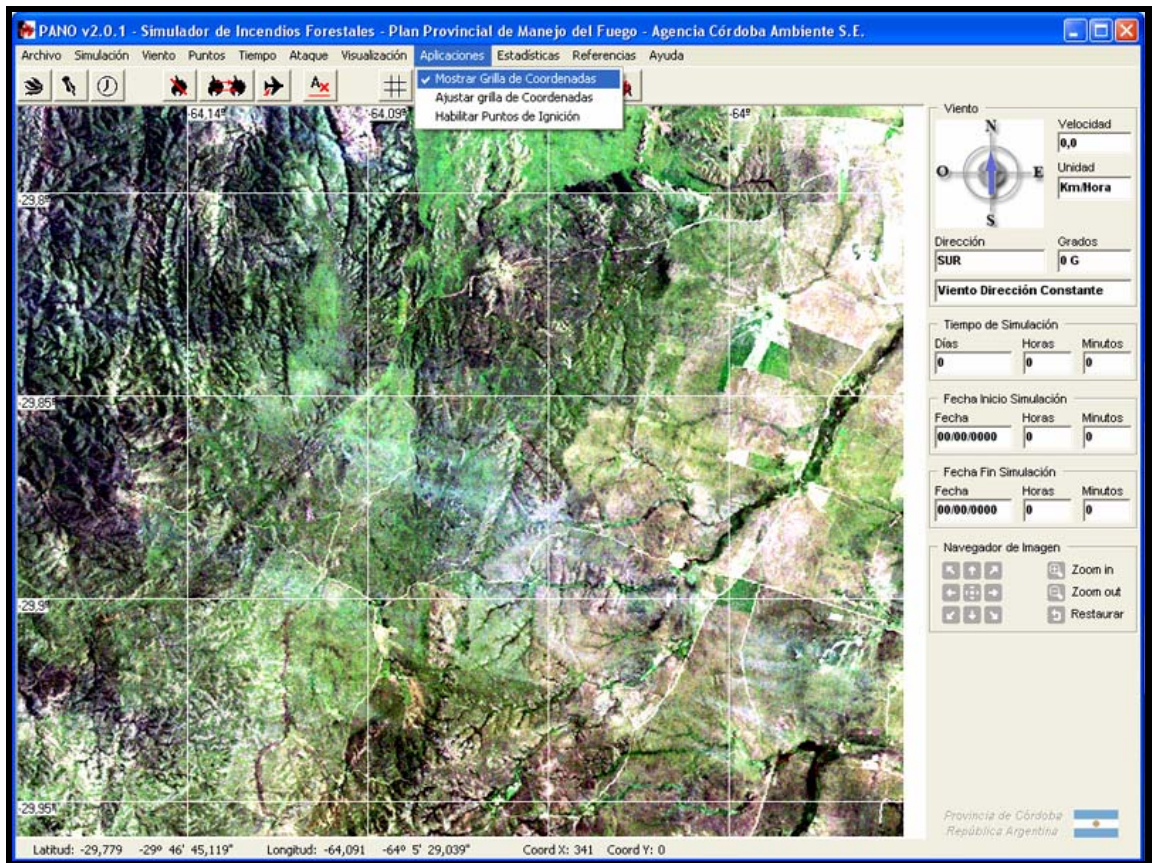 PANO v2.0.1 - Simulador de Incendios Forestales - Plan Provincial de Manejo del Fuego - Agencia Córdoba Ambiente S.E.
Archivo Simulación Viento Puntos Tiempo Ataque Visualización Aplicaciones Estadísticas Referencias Ayuda
Mostrar Grilla de Coordenadas
Ajustar grilla de Coordenadas
Habilitar Puntos de Ignición
-64,14º -64,09º -64º
-29,8º
-29,85º
-29,9º
-29,95º
Viento
N
O E
S
Velocidad
0,0
Unidad
Km/Hora
Dirección Grados
SUR 0 G
Viento Dirección Constante
Tiempo de Simulación
Días Horas Minutos
0 0 0
Fecha Inicio Simulación
Fecha Horas Minutos
00/00/0000 0 0
Fecha Fin Simulación
Fecha Horas Minutos
00/00/0000 0 0
Navegador de Imagen
Zoom in
Zoom out
Restaurar
Provincia de Córdoba
República Argentina
Latitud: -29,779 -29º 46' 45,119" Longitud: -64,091 -64º 5' 29,039" Coord X: 341 Coord Y: 0